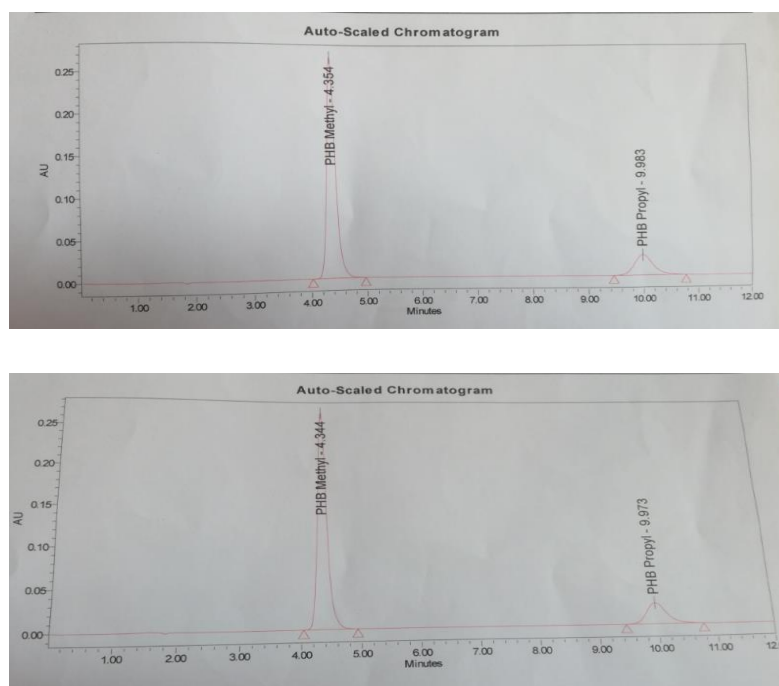 Auto-Scaled Chromatogram
PHB Methyl - 4.354
PHB Propyl - 9.983
AU
0.25
0.20
0.15
0.10
0.05
0.00
1.00 2.00 3.00 4.00 5.00 6.00 7.00 8.00 9.00 10.00 11.00 12.00
Minutes
Auto-Scaled Chromatogram
PHB Methyl - 4.344
PHB Propyl - 9.973
AU
0.25
0.20
0.15
0.10
0.05
0.00
1.00 2.00 3.00 4.00 5.00 6.00 7.00 8.00 9.00 10.00 11.00 12.
Minutes